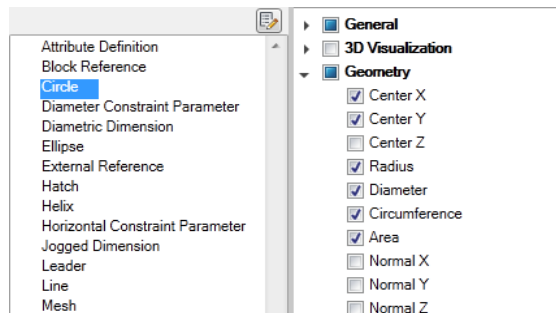 Attribute Definition
Block Reference
Circle
Diameter Constraint Parameter
Diametric Dimension
Ellipse
External Reference
Hatch
Helix
Horizontal Constraint Parameter
Jogged Dimension
Leader
Line
Mesh
General
3D Visualization
Geometry
Center X
Center Y
Center Z
Radius
Diameter
Circumference
Area
Normal X
Normal Y
Normal Z